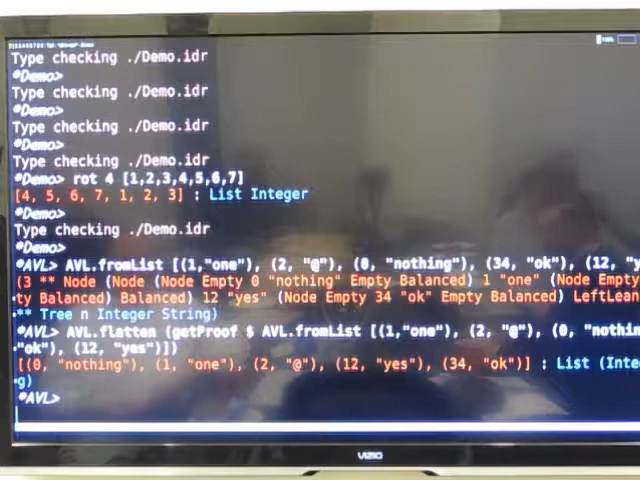 Type checking ./Demo.idr
*Demo>
Type checking ./Demo.idr
*Demo>
Type checking ./Demo.idr
*Demo>
Type checking ./Demo.idr
*Demo> rot 4 [1,2,3,4,5,6,7]
[4, 5, 6, 7, 1, 2, 3] : List Integer
*Demo>
Type checking ./Demo.idr
*Demo>
*AVL> AVL.fromList [(1,"one"), (2, "@"), (0, "nothing"), (34, "ok"), (12, "y
(3 ** Node (Node (Node Empty 0 "nothing" Empty Balanced) 1 "one" (Node Empty
ty Balanced) Balanced) 12 "yes" (Node Empty 34 "ok" Empty Balanced) LeftLean
** Tree n Integer String)
*AVL> AVL.flatten (getProof $ AVL.fromList [(1,"one"), (2, "@"), (0, "nothin
"ok"), (12, "yes")])
[(0, "nothing"), (1, "one"), (2, "@"), (12, "yes"), (34, "ok")] : List (Inte
g)
*AVL>
VIZIO